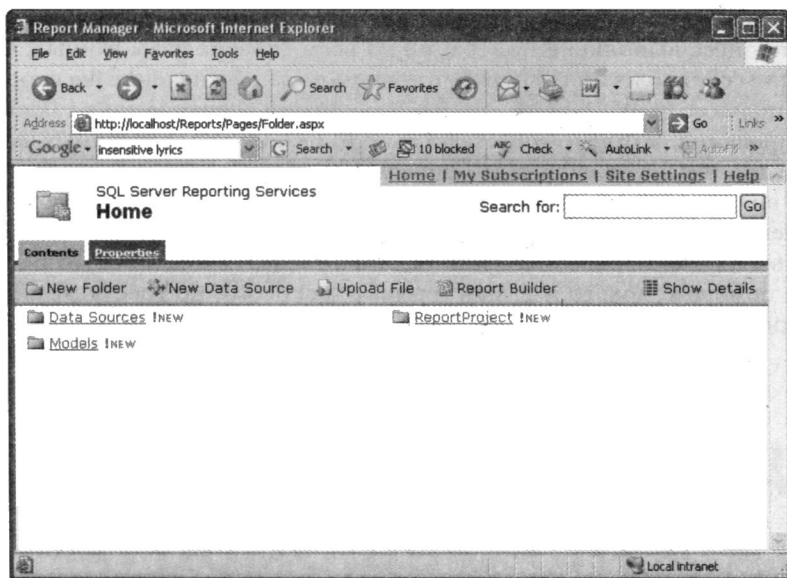 Report Manager - Microsoft Internet Explorer
File Edit View Favorites Tools Help
Back Search Favorites
Address http://localhost/Reports/Pages/Folder.aspx Go Links »
Google insensitive lyrics G Search 10 blocked ABC Check AutoLink AutoFill »
Home | My Subscriptions | Site Settings | Help
SQL Server Reporting Services
Home
Search for: Go
Contents Properties
New Folder New Data Source Upload File Report Builder Show Details
Data Sources !NEW ReportProject !NEW
Models !NEW
Local intranet